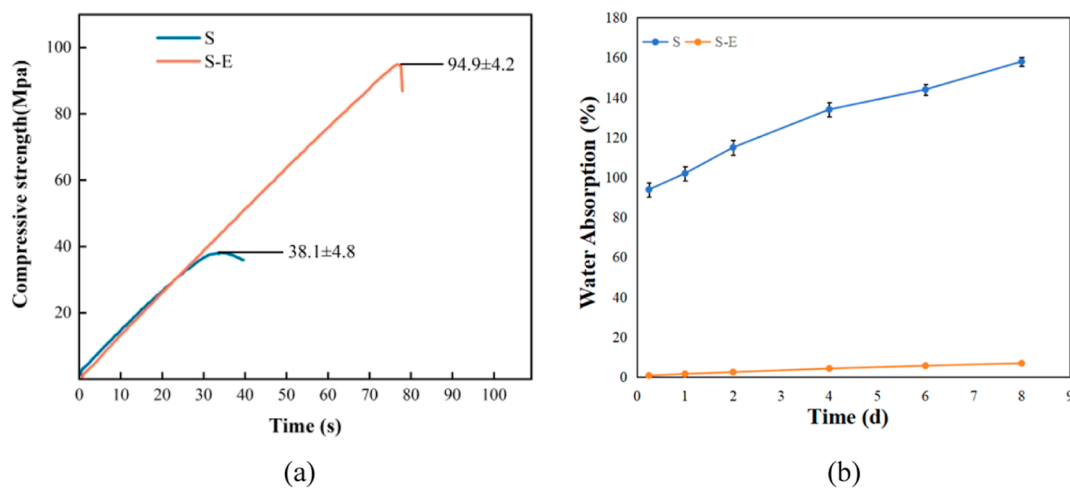 S
S-E
94.9±4.2
38.1±4.8
100
80
60
40
20
0 10 20 30 40 50 60 70 80 90 100
Compressive strength(Mpa)
Time (s)
(a)
S S-E
180
160
140
120
100
80
60
40
20
0
0 1 2 3 4 5 6 7 8 9
Water Absorption (%)
Time (d)
(b)